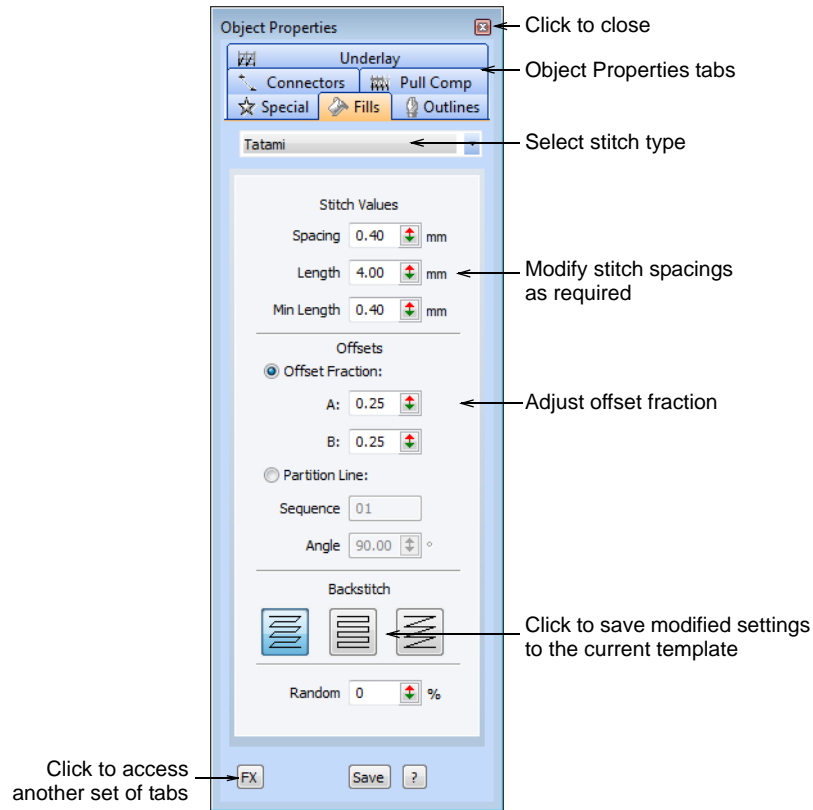 Object Properties
Click to close
Underlay
Object Properties tabs
Connectors Pull Comp
Special Fills Outlines
Tatami
Select stitch type
Stitch Values
Spacing 0.40 mm
Length 4.00 mm
Modify stitch spacings
as required
Min Length 0.40 mm
Offsets
Offset Fraction:
A: 0.25
Adjust offset fraction
B: 0.25
Partition Line:
Sequence 01
Angle 90.00 °
Backstitch
Click to save modified settings
to the current template
Random 0 %
Click to access
another set of tabs
FX Save ?